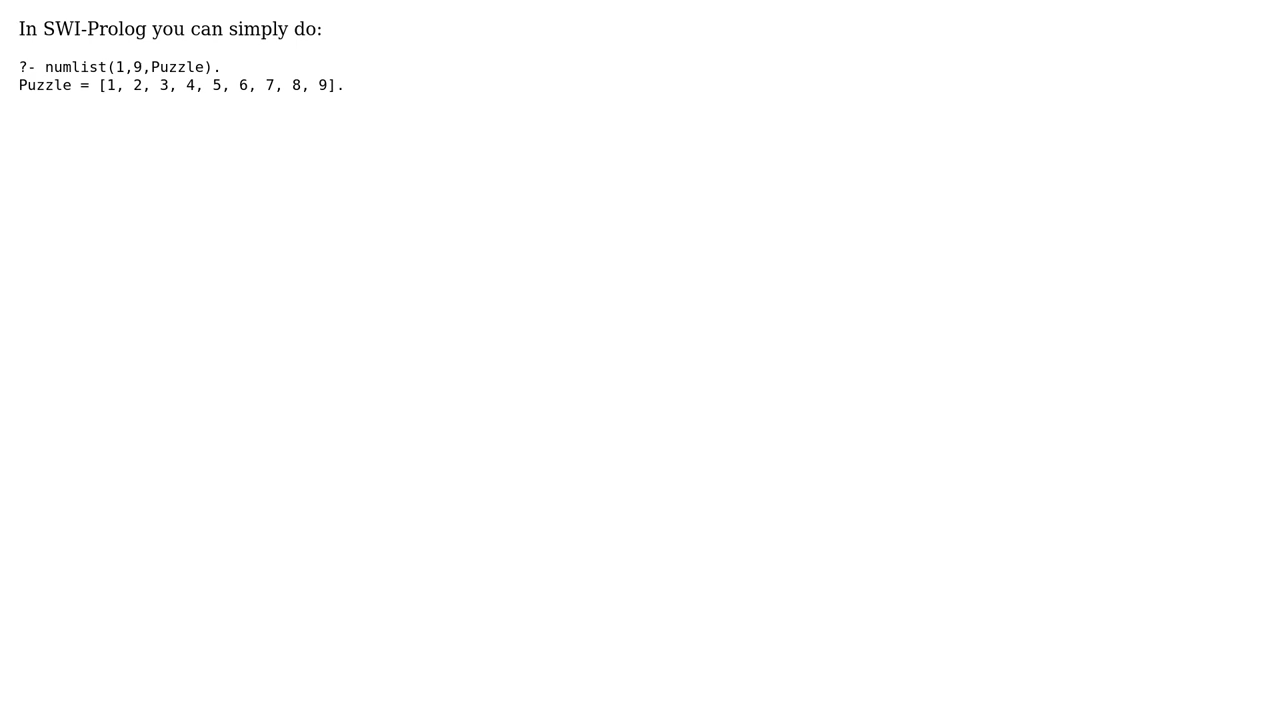 In SWI-Prolog you can simply do:
?- numlist(1,9,Puzzle).
Puzzle = [1, 2, 3, 4, 5, 6, 7, 8, 9].